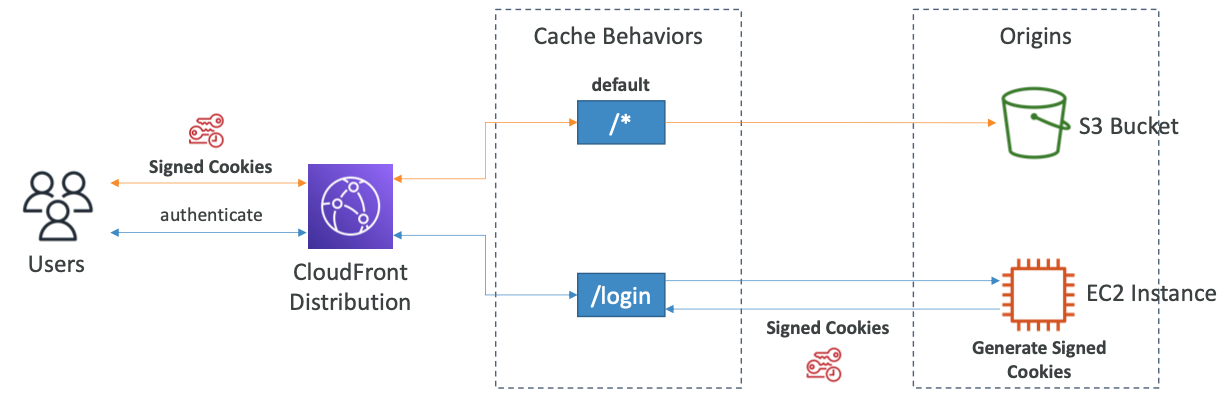 Cache Behaviors
Origins
default
/*
S3 Bucket
Signed Cookies
authenticate
Users
CloudFront
Distribution
/login
EC2 Instance
Signed Cookies
Generate Signed
Cookies